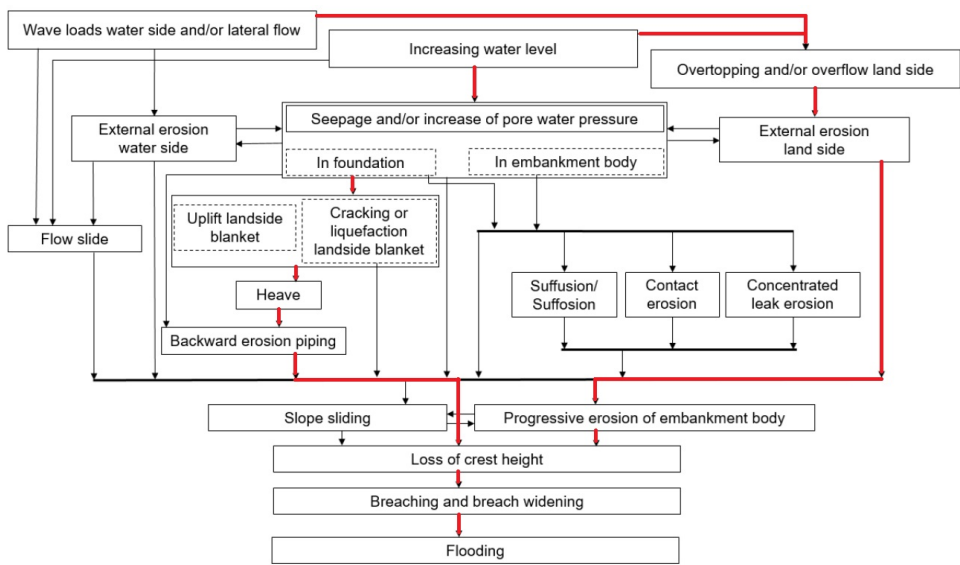 Wave loads water side and/or lateral flow
Increasing water level
Overtopping and/or overflow land side
Seepage and/or increase of pore water pressure
External erosion
water side
External erosion
land side
In foundation
In embankment body
Uplift landside
blanket
Cracking or
liquefaction
landside blanket
Flow slide
Heave
Suffusion/
Suffosion
Contact
erosion
Concentrated
leak erosion
Backward erosion piping
Slope sliding
Progressive erosion of embankment body
Loss of crest height
Breaching and breach widening
Flooding